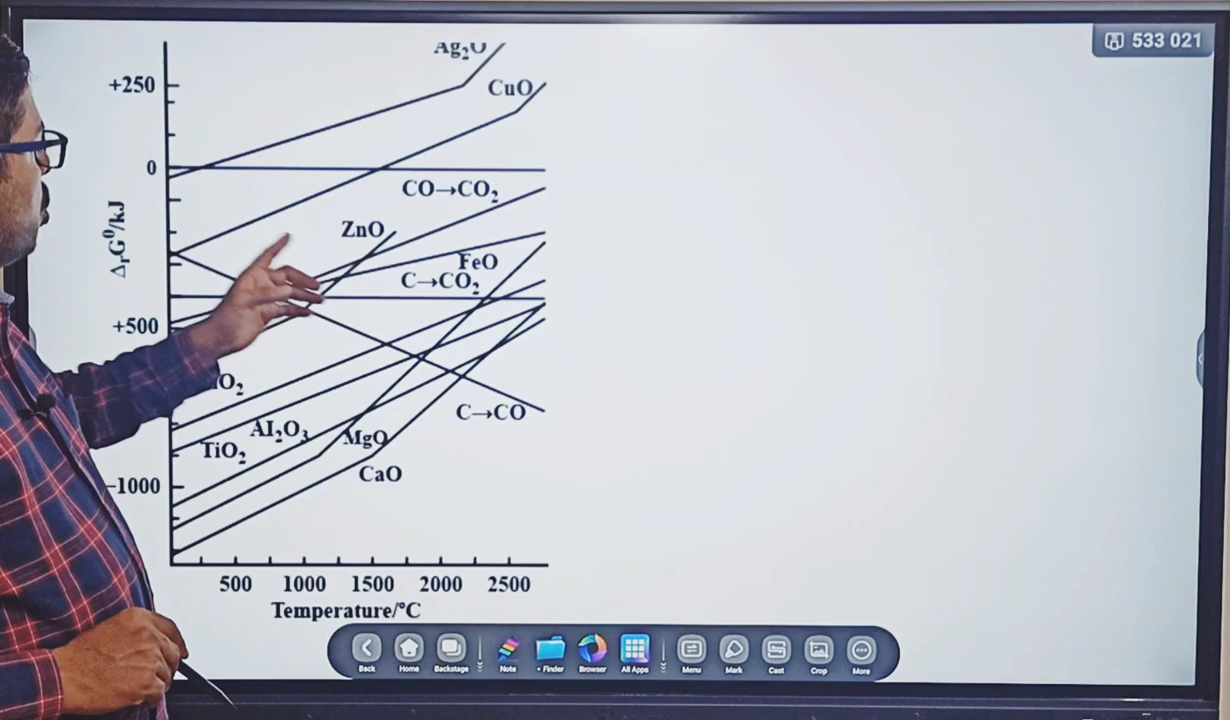 533 021
Ag₂O
+250
CuO
0
CO→CO₂
ZnO
ΔᵣG⁰/kJ
FeO
C→CO₂
+500
O₂
C→CO
Al₂O₃
MgO
TiO₂
CaO
-1000
500 1000 1500 2000 2500
Temperature/°C
Back Home Backstage Note Finder Browser All Apps Menu Mark Cast Crop More